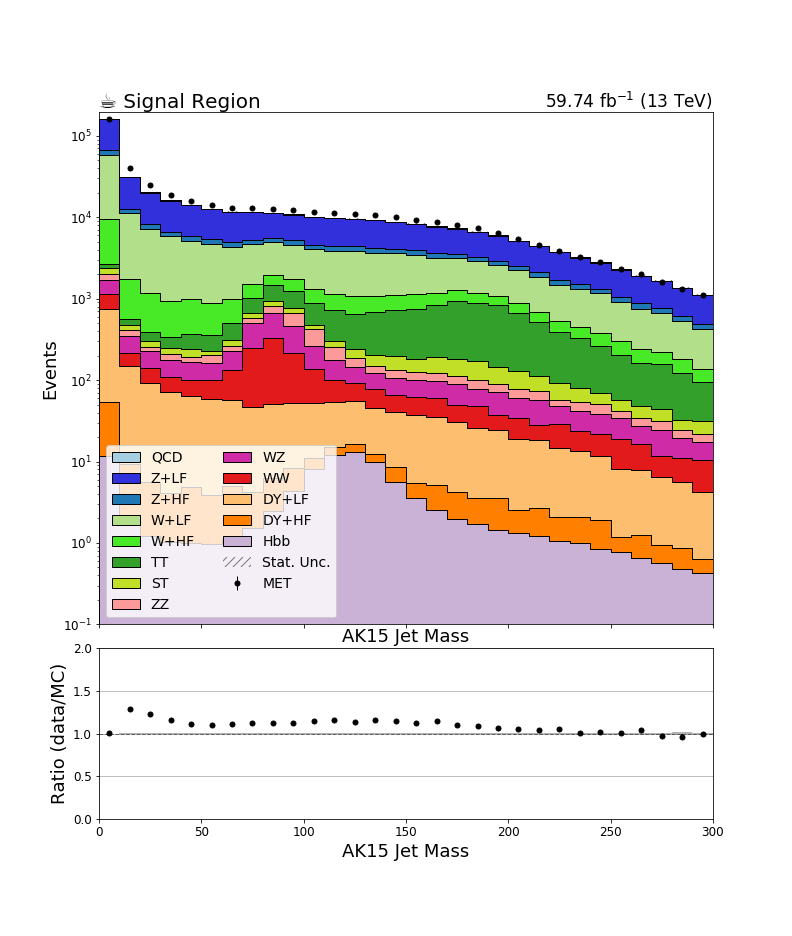 ☕ Signal Region
59.74 fb⁻¹ (13 TeV)
Events
10⁵
10⁴
10³
10²
10¹
10⁰
10⁻¹
QCD
Z+LF
Z+HF
W+LF
W+HF
TT
ST
ZZ
WZ
WW
DY+LF
DY+HF
Hbb
Stat. Unc.
MET
AK15 Jet Mass
Ratio (data/MC)
2.0
1.5
1.0
0.5
0.0
0 50 100 150 200 250 300
AK15 Jet Mass